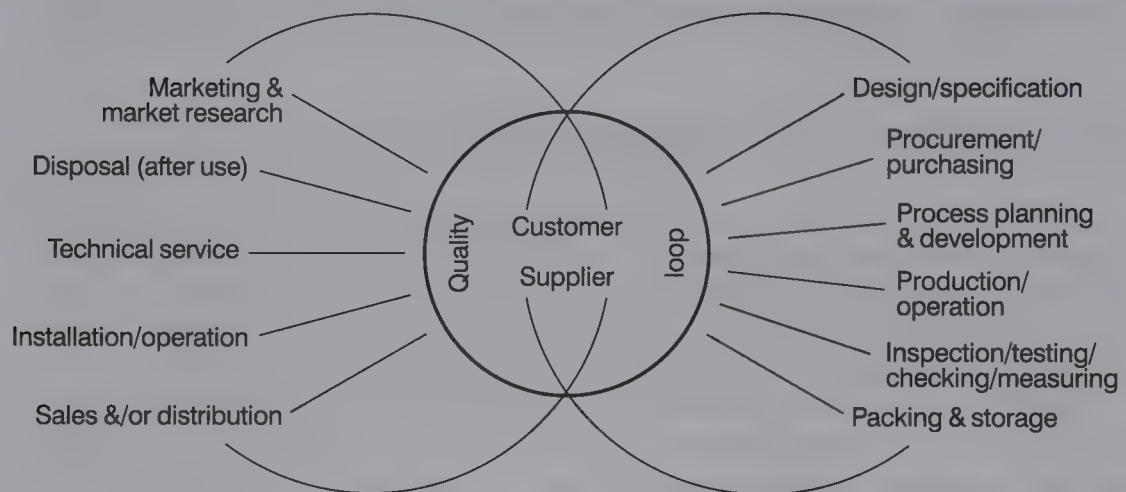 Marketing &
market research
Disposal (after use)
Technical service
Installation/operation
Sales &/or distribution
Quality
Customer
Supplier
loop
Design/specification
Procurement/
purchasing
Process planning
& development
Production/
operation
Inspection/testing/
checking/measuring
Packing & storage